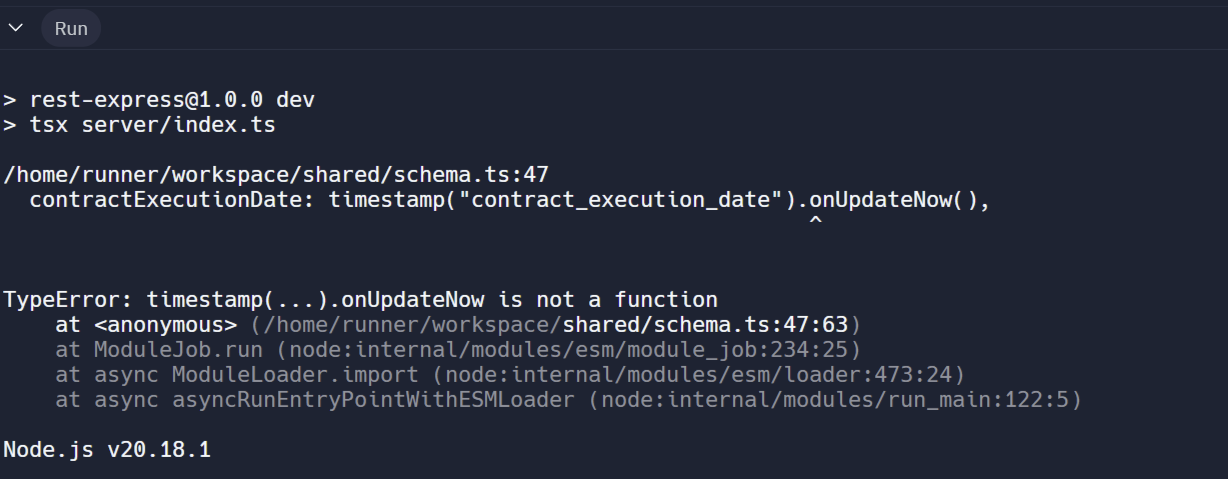 Run
> rest-express@1.0.0 dev
> tsx server/index.ts
/home/runner/workspace/shared/schema.ts:47
  contractExecutionDate: timestamp("contract_execution_date").onUpdateNow(),
                                                              ^
TypeError: timestamp(...).onUpdateNow is not a function
    at <anonymous> (/home/runner/workspace/shared/schema.ts:47:63)
    at ModuleJob.run (node:internal/modules/esm/module_job:234:25)
    at async ModuleLoader.import (node:internal/modules/esm/loader:473:24)
    at async asyncRunEntryPointWithESMLoader (node:internal/modules/run_main:122:5)
Node.js v20.18.1